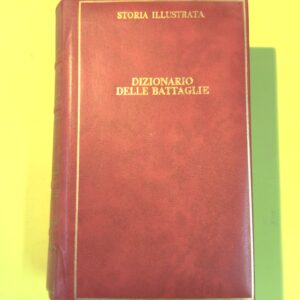 STORIA ILLUSTRATA
DIZIONARIO
DELLE BATTAGLIE